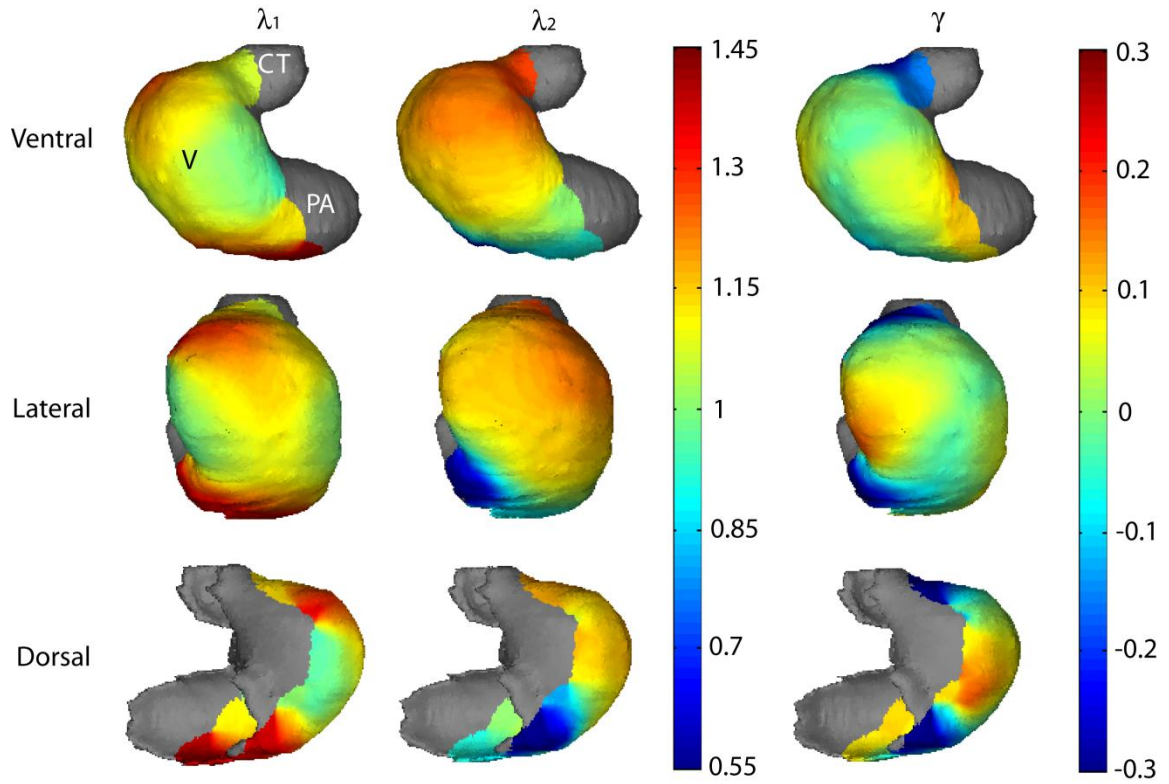 λ1 λ2 γ
CT
V
PA
Ventral
Lateral
Dorsal
1.45
1.3
1.15
1
0.85
0.7
0.55
0.3
0.2
0.1
0
-0.1
-0.2
-0.3